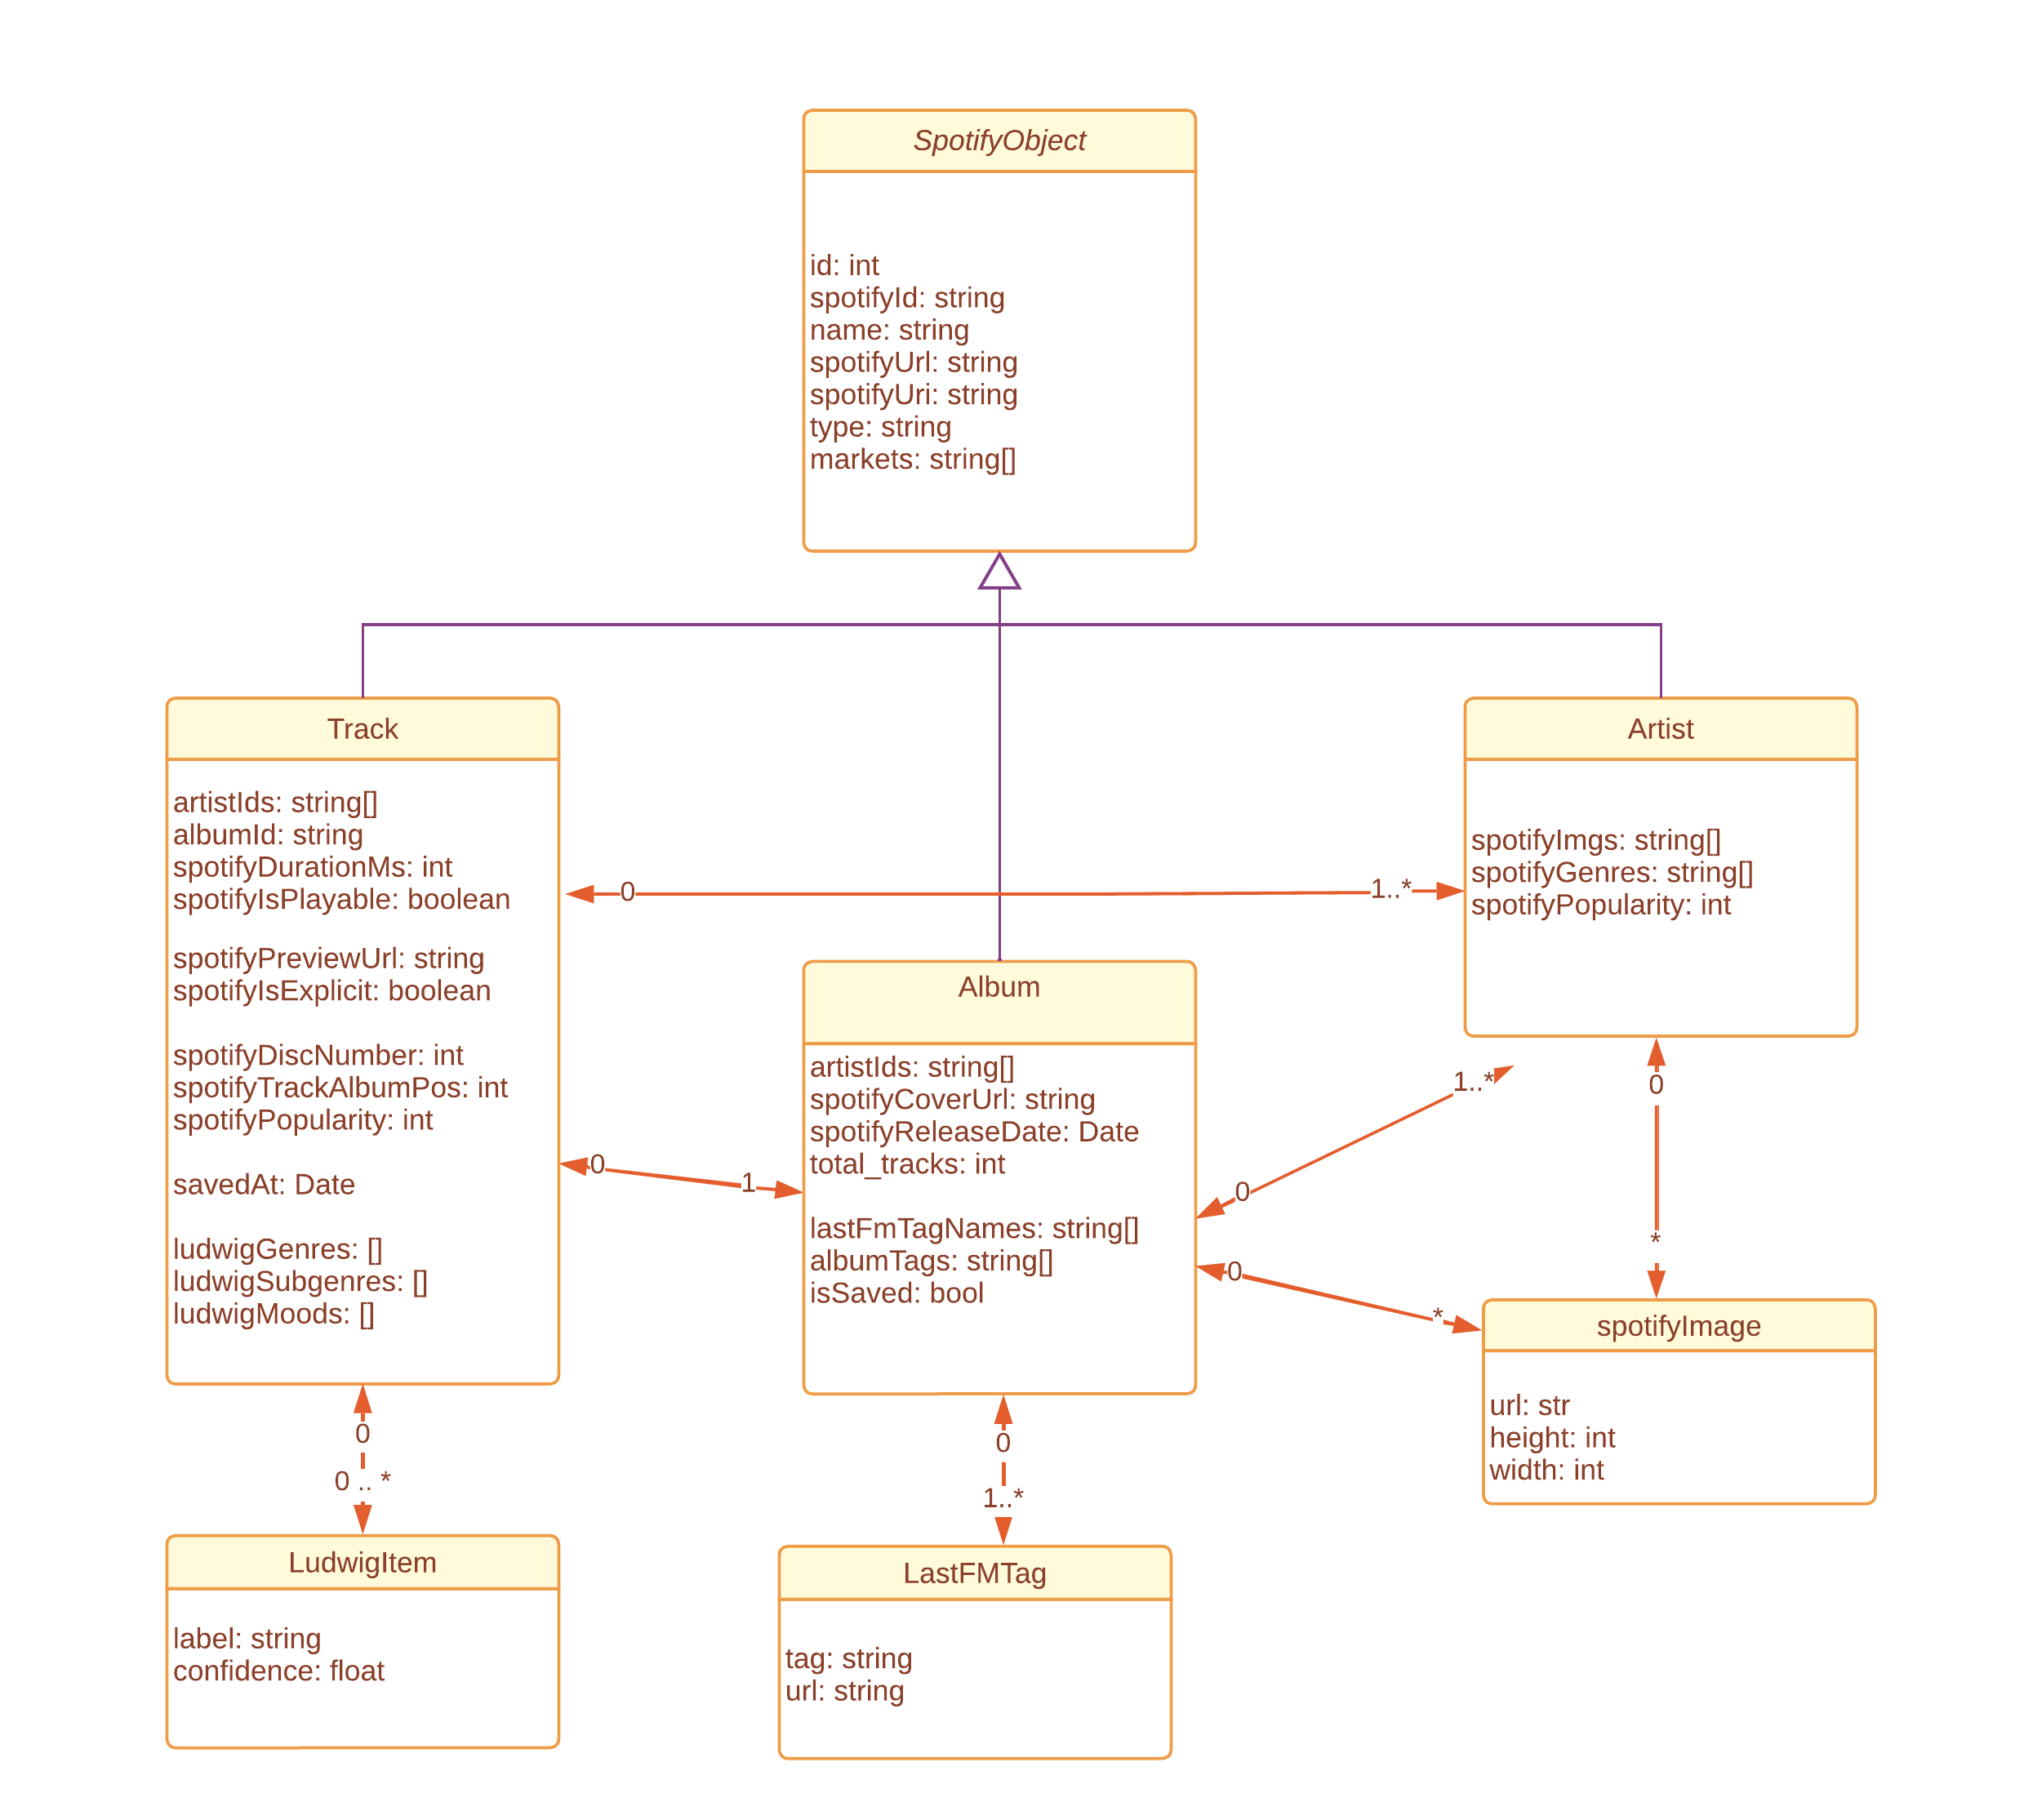 SpotifyObject
id: int
spotifyId: string
name: string
spotifyUrl: string
spotifyUri: string
type: string
markets: string[]
Track
artistIds: string[]
albumId: string
spotifyDurationMs: int
spotifyIsPlayable: boolean
spotifyPreviewUrl: string
spotifyIsExplicit: boolean
spotifyDiscNumber: int
spotifyTrackAlbumPos: int
spotifyPopularity: int
savedAt: Date
ludwigGenres: []
ludwigSubgenres: []
ludwigMoods: []
Artist
spotifyImgs: string[]
spotifyGenres: string[]
spotifyPopularity: int
0
1..*
Album
artistIds: string[]
spotifyCoverUrl: string
spotifyReleaseDate: Date
total_tracks: int
lastFmTagNames: string[]
albumTags: string[]
isSaved: bool
0
1
1..*
0
0
*
0
*
spotifyImage
url: str
height: int
width: int
0
0 .. *
0
1..*
LudwigItem
label: string
confidence: float
LastFMTag
tag: string
url: string